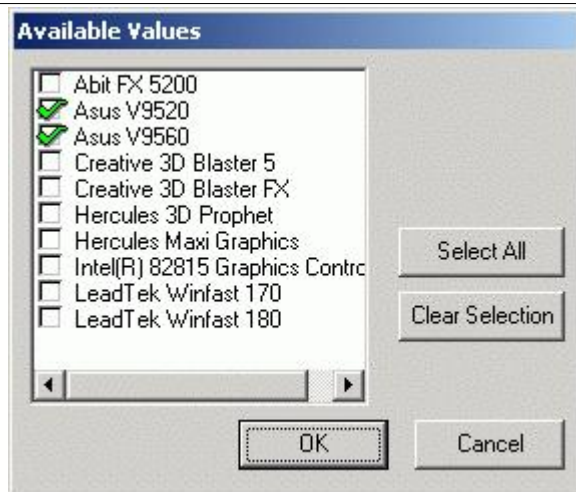 Available Values
Abit FX 5200
Asus V9520
Asus V9560
Creative 3D Blaster 5
Creative 3D Blaster FX
Hercules 3D Prophet
Hercules Maxi Graphics
Intel(R) 82815 Graphics Contrc
LeadTek Winfast 170
LeadTek Winfast 180
Select All
Clear Selection
OK
Cancel